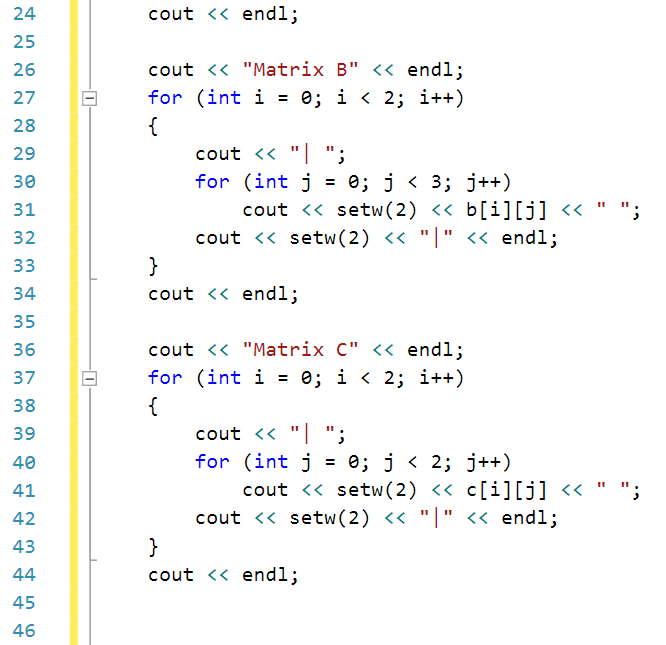 24 cout << endl;
25
26 cout << "Matrix B" << endl;
27 for (int i = 0; i < 2; i++)
28 {
29 cout << "| ";
30 for (int j = 0; j < 3; j++)
31 cout << setw(2) << b[i][j] << " ";
32 cout << setw(2) << "|" << endl;
33 }
34 cout << endl;
35
36 cout << "Matrix C" << endl;
37 for (int i = 0; i < 2; i++)
38 {
39 cout << "| ";
40 for (int j = 0; j < 2; j++)
41 cout << setw(2) << c[i][j] << " ";
42 cout << setw(2) << "|" << endl;
43 }
44 cout << endl;
45
46